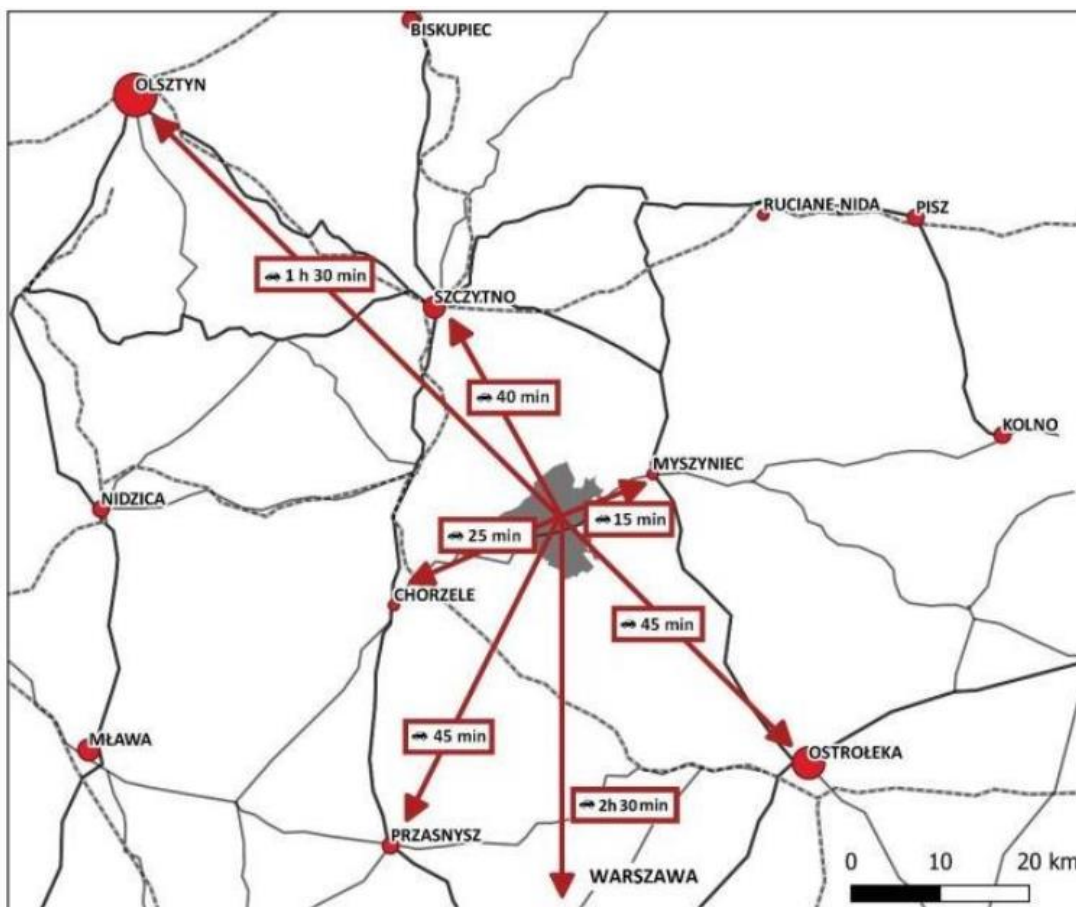 BISKUPIEC
OLSZTYN
RUCIANE-NIDA
PISZ
1 h 30 min
SZCZYTNO
40 min
KOLNO
MYSZYNIEC
NIDZICA
15 min
25 min
CHORZELE
45 min
45 min
MŁAWA
OSTROŁEKA
2h 30 min
PRZASNYSZ
WARSZAWA
0 10 20 km